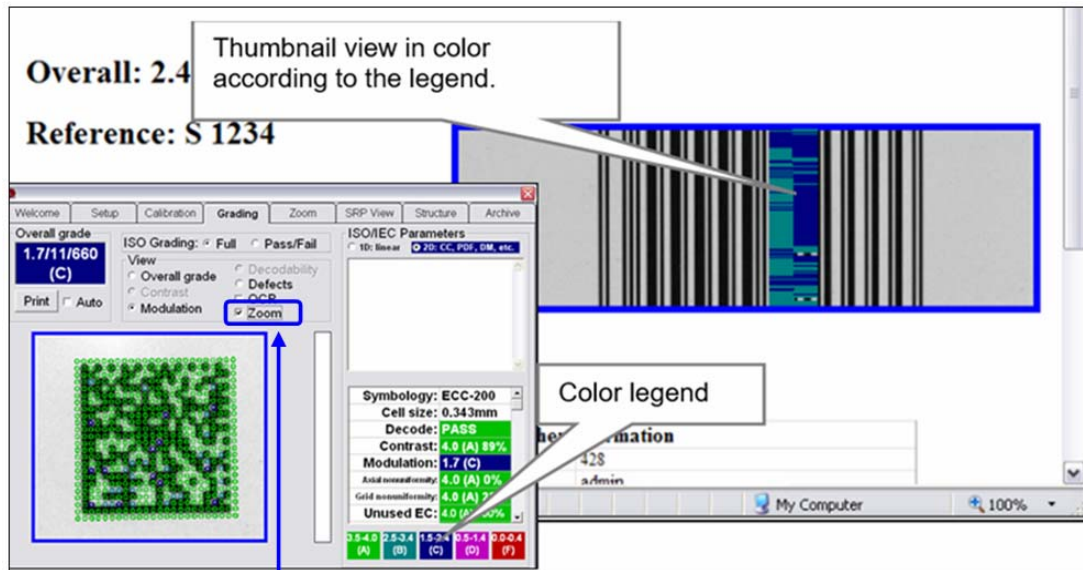 Thumbnail view in color
according to the legend.
Overall: 2.4
Reference: S 1234
Welcome Setup Calibration Grading Zoom SRP View Structure Archive
Overall grade
1.7/11/660
(C)
Print Auto
ISO Grading: Full Pass/Fail
View
Overall grade
Contrast
Modulation
Decodability
Defects
OCR
Zoom
ISO/IEC Parameters
1D: linear 2D: CC, PDF, DM, etc.
Symbology: ECC-200
Cell size: 0.343mm
Decode: PASS
Contrast: 4.0 (A) 89%
Modulation: 1.7 (C)
Axial nonuniformity: 4.0 (A) 0%
Grid nonuniformity: 4.0 (A)
Unused EC: 4.0
3.5-4.0 2.5-3.4 1.5-2.4 0.5-1.4 0.0-0.4
(A) (B) (C) (D) (F)
Color legend
428
admin
My Computer 100%